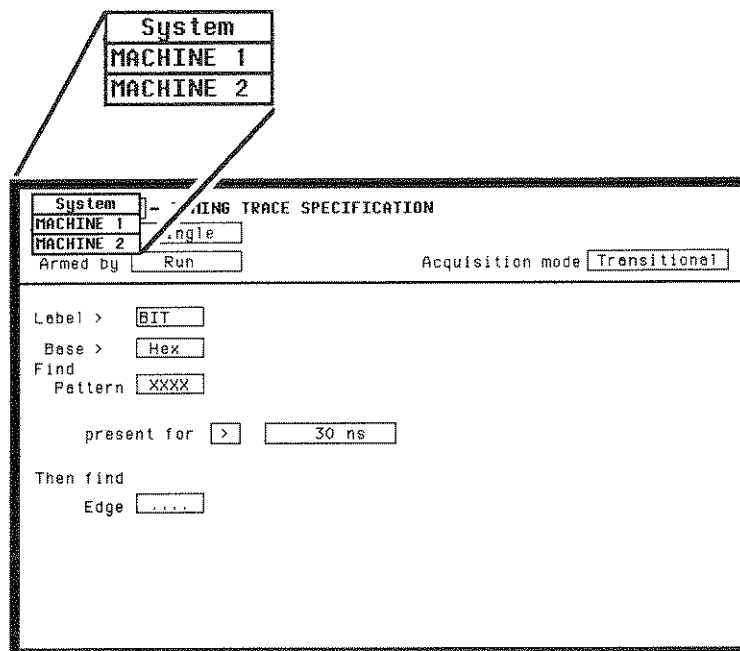 System
MACHINE 1
MACHINE 2
System
MACHINE 1
MACHINE 2
TRACE SPECIFICATION
Armed by Run
Acquisition mode Transitional
Label > BIT
Base > Hex
Find
Pattern XXXX
present for > 30 ns
Then find
Edge ....